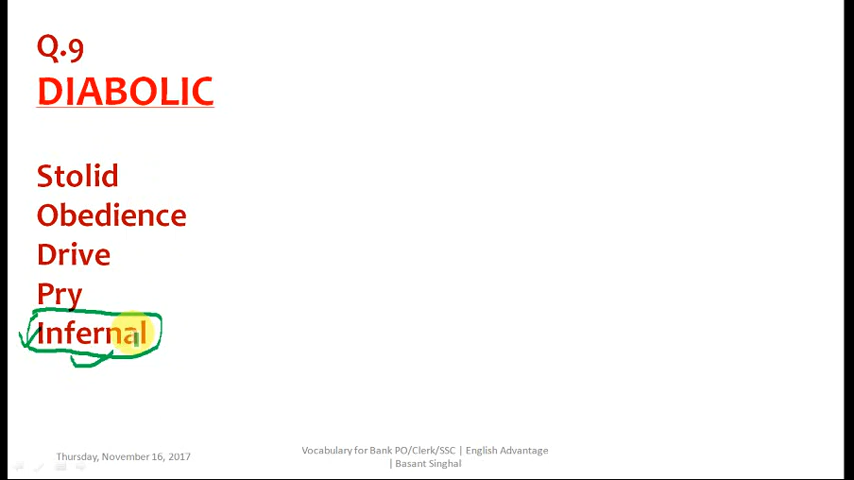 Q.9
DIABOLIC
Stolid
Obedience
Drive
Pry
Infernal
Thursday, November 16, 2017
Vocabulary for Bank PO/Clerk/SSC | English Advantage
| Basant Singhal